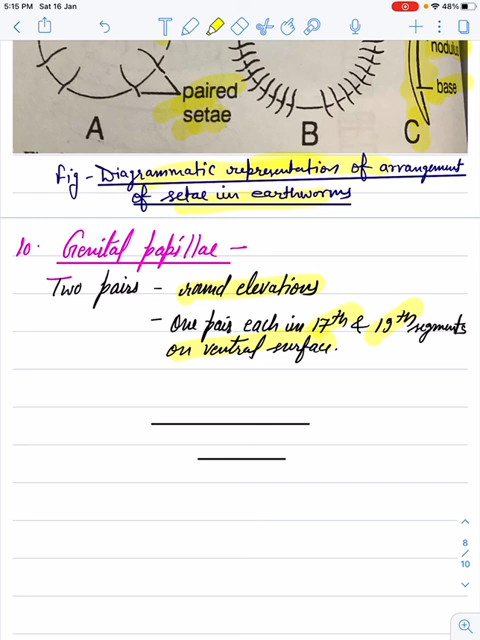 5:15 PM Sat 16 Jan
48%
nodulus
paired
setae
base
A
B
C
Fig - Diagrammatic representation of arrangement
of setae in earthworms
10. Genital papillae -
Two pairs - round elevations
- One pair each in 17th & 19th segments
on ventral surface.
8
/
10